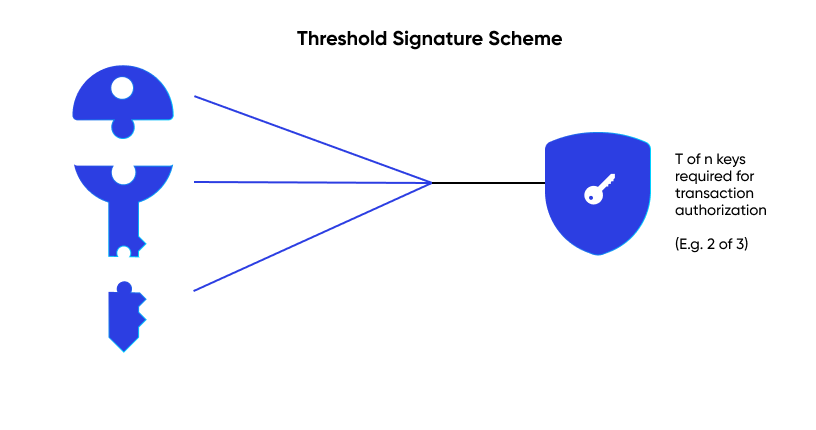 Threshold Signature Scheme
T of n keys
required for
transaction
authorization
(E.g. 2 of 3)